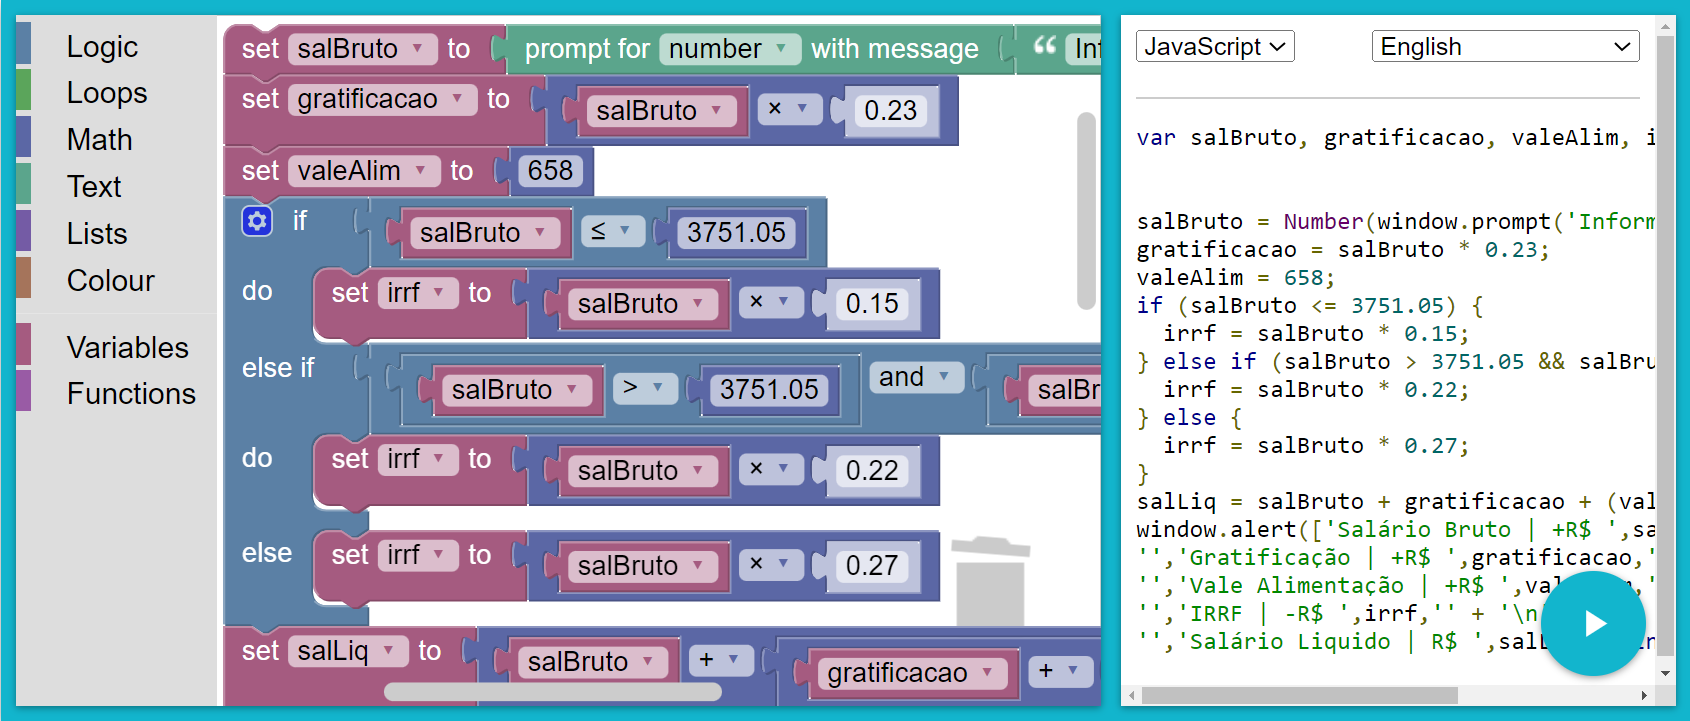 Logic
Loops
Math
Text
Lists
Colour
Variables
Functions
set salBruto to prompt for number with message “
set gratificacao to salBruto × 0.23
set valeAlim to 658
if salBruto ≤ 3751.05
do set irrf to salBruto × 0.15
else if salBruto > 3751.05 and
do set irrf to salBruto × 0.22
else set irrf to salBruto × 0.27
set salLiq to salBruto + gratificacao +
JavaScript English
var salBruto, gratificacao, valeAlim, i
salBruto = Number(window.prompt('Inform
gratificacao = salBruto * 0.23;
valeAlim = 658;
if (salBruto <= 3751.05) {
irrf = salBruto * 0.15;
} else if (salBruto > 3751.05 && salBru
irrf = salBruto * 0.22;
} else {
irrf = salBruto * 0.27;
}
salLiq = salBruto + gratificacao + (val
window.alert(['Salário Bruto | +R$ ',sa
'','Gratificação | +R$ ',gratificacao,'
'','Vale Alimentação | +R$ ',va
'','IRRF | -R$ ',irrf,'' + '\n
'','Salário Liquido | R$ ',sal